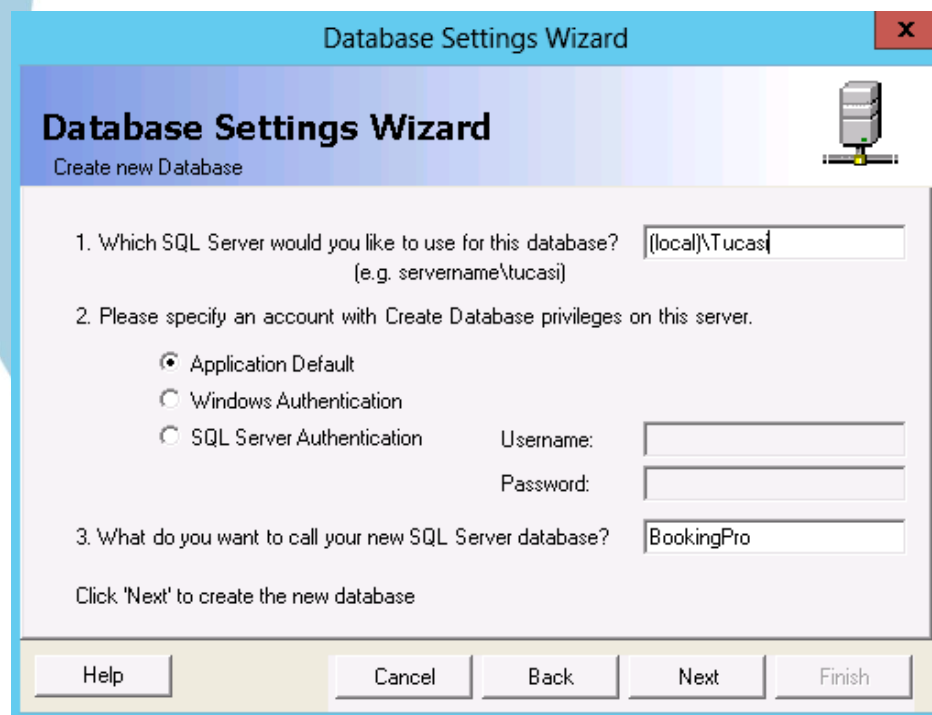 Database Settings Wizard
x
Database Settings Wizard
Create new Database
1. Which SQL Server would you like to use for this database? (local)\Tucasi
(e.g. servername\tucasi)
2. Please specify an account with Create Database privileges on this server.
Application Default
Windows Authentication
SQL Server Authentication Username:
Password:
3. What do you want to call your new SQL Server database? BookingPro
Click 'Next' to create the new database
Help Cancel Back Next Finish